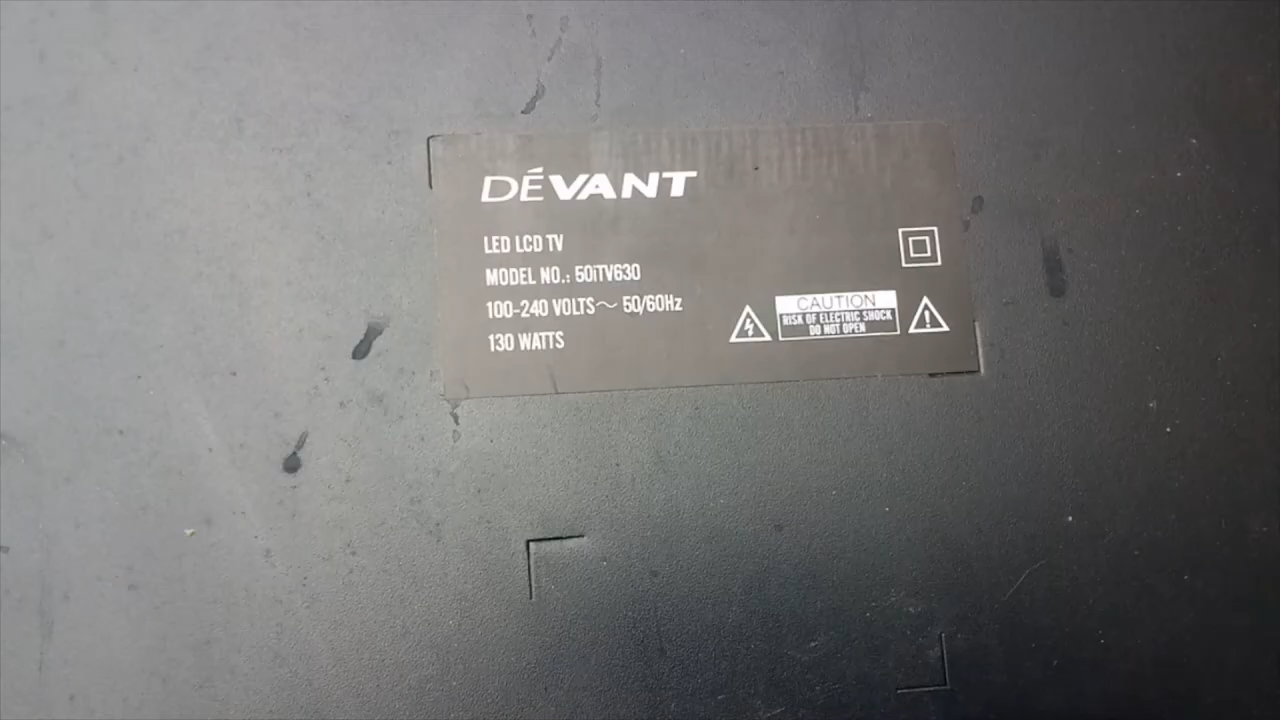 DÉVANT
LED LCD TV
MODEL NO.: 50iTV630
100-240 VOLTS～ 50/60Hz
130 WATTS
CAUTION
RISK OF ELECTRIC SHOCK
DO NOT OPEN